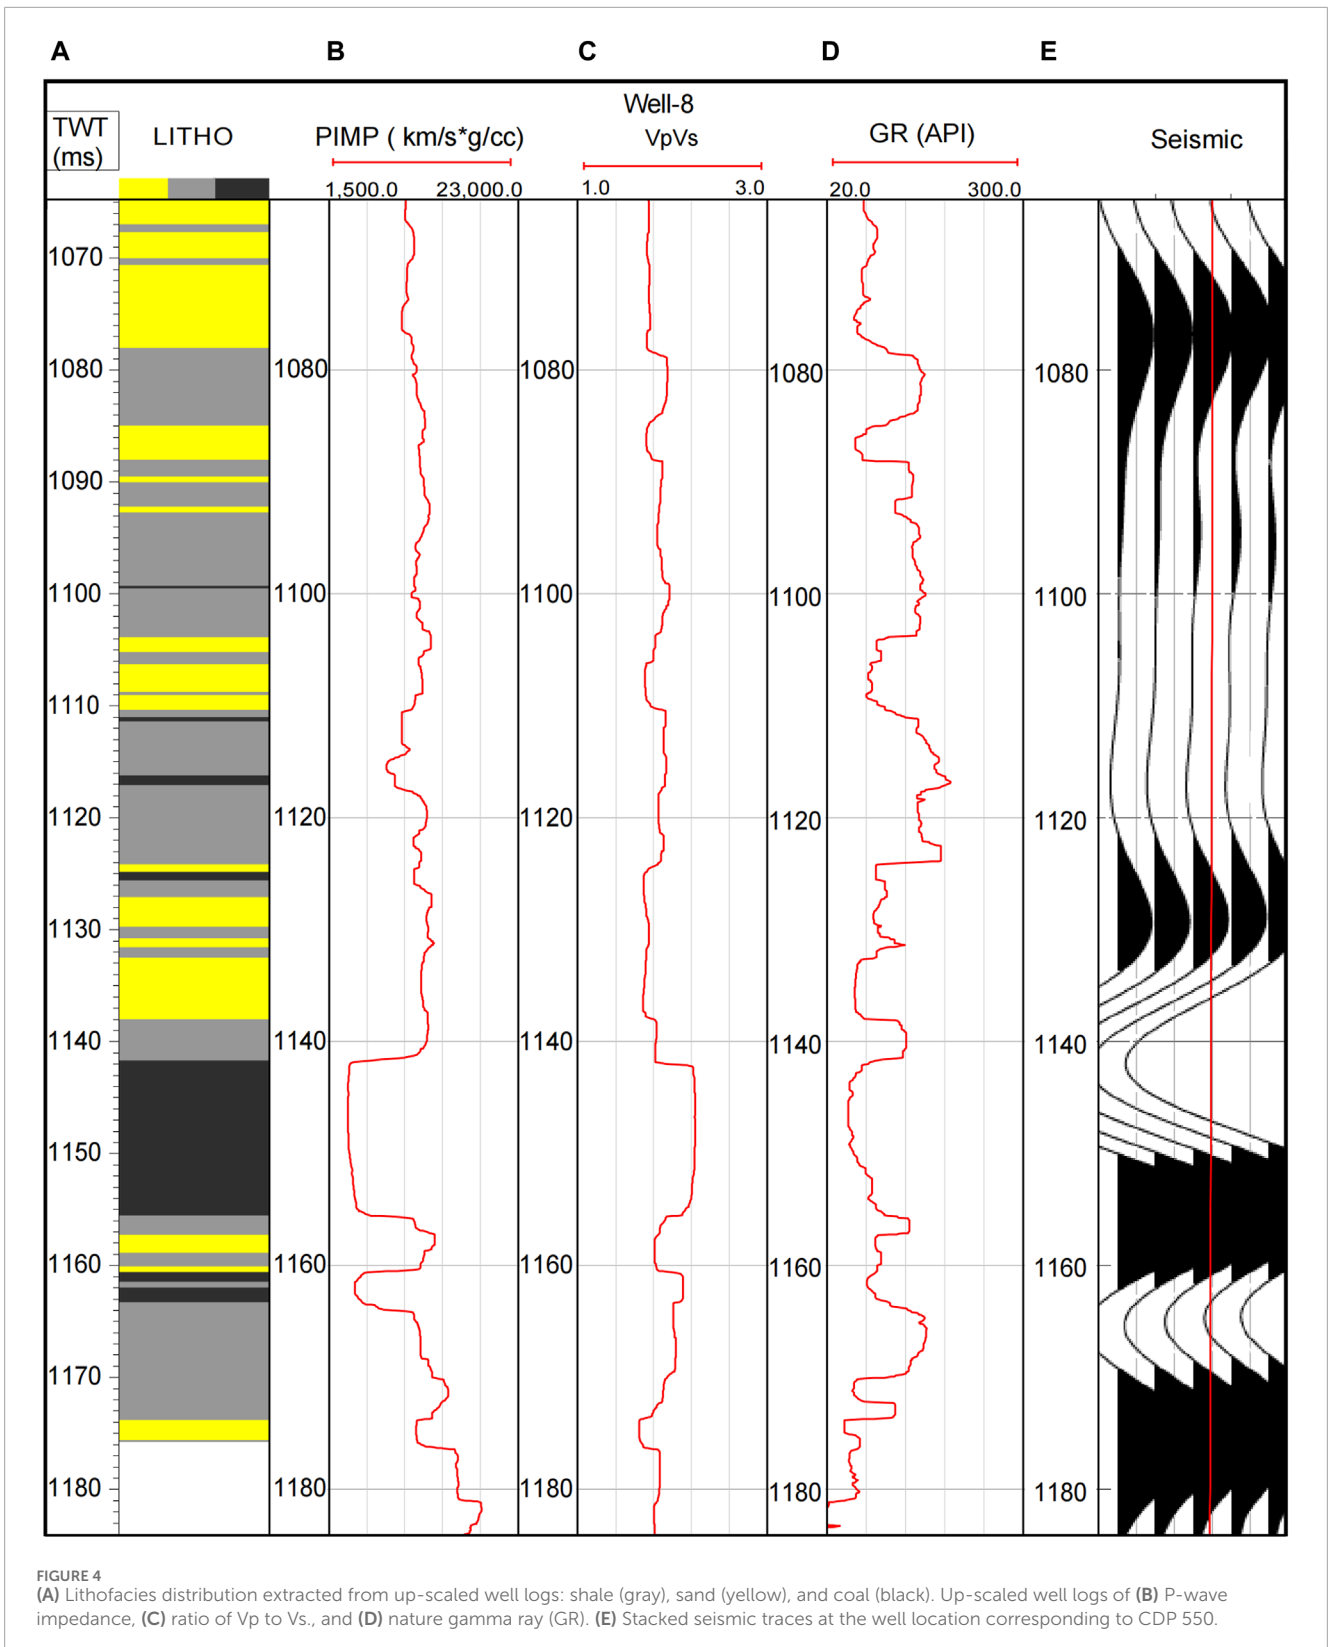 A B C D E
Well-8
TWT (ms)
LITHO
PIMP ( km/s*g/cc)
VpVs
GR (API)
Seismic
1,500.0 23,000.0
1.0 3.0
20.0 300.0
1070
1080 1080 1080 1080 1080
1090
1100 1100 1100 1100 1100
1110
1120 1120 1120 1120 1120
1130
1140 1140 1140 1140 1140
1150
1160 1160 1160 1160 1160
1170
1180 1180 1180 1180 1180
FIGURE 4
(A) Lithofacies distribution extracted from up-scaled well logs: shale (gray), sand (yellow), and coal (black). Up-scaled well logs of (B) P-wave
impedance, (C) ratio of Vp to Vs., and (D) nature gamma ray (GR). (E) Stacked seismic traces at the well location corresponding to CDP 550.